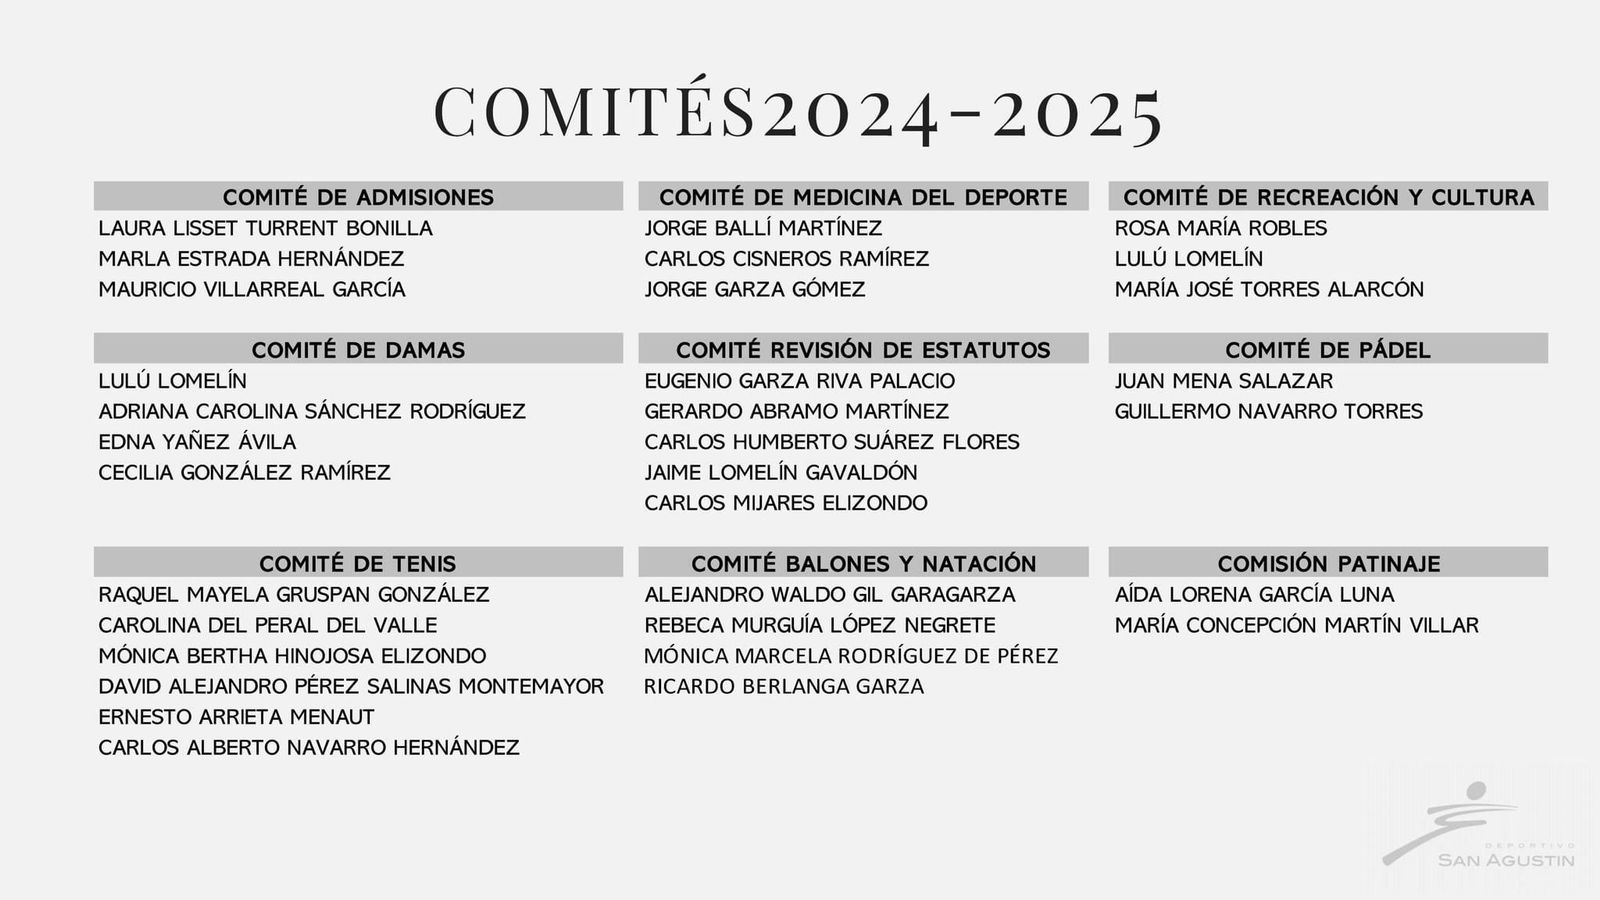 COMITÉS2024-2025
COMITÉ DE ADMISIONES
LAURA LISSET TURRENT BONILLA
MARLA ESTRADA HERNÁNDEZ
MAURICIO VILLARREAL GARCÍA
COMITÉ DE MEDICINA DEL DEPORTE
JORGE BALLÍ MARTÍNEZ
CARLOS CISNEROS RAMÍREZ
JORGE GARZA GÓMEZ
COMITÉ DE RECREACIÓN Y CULTURA
ROSA MARÍA ROBLES
LULÚ LOMELÍN
MARÍA JOSÉ TORRES ALARCÓN
COMITÉ DE DAMAS
LULÚ LOMELÍN
ADRIANA CAROLINA SÁNCHEZ RODRÍGUEZ
EDNA YAÑEZ ÁVILA
CECILIA GONZÁLEZ RAMÍREZ
COMITÉ REVISIÓN DE ESTATUTOS
EUGENIO GARZA RIVA PALACIO
GERARDO ABRAMO MARTÍNEZ
CARLOS HUMBERTO SUÁREZ FLORES
JAIME LOMELÍN GAVALDÓN
CARLOS MIJARES ELIZONDO
COMITÉ DE PÁDEL
JUAN MENA SALAZAR
GUILLERMO NAVARRO TORRES
COMITÉ DE TENIS
RAQUEL MAYELA GRUSPAN GONZÁLEZ
CAROLINA DEL PERAL DEL VALLE
MÓNICA BERTHA HINOJOSA ELIZONDO
DAVID ALEJANDRO PÉREZ SALINAS MONTEMAYOR
ERNESTO ARRIETA MENAUT
CARLOS ALBERTO NAVARRO HERNÁNDEZ
COMITÉ BALONES Y NATACIÓN
ALEJANDRO WALDO GIL GARAGARZA
REBECA MURGUÍA LÓPEZ NEGRETE
MÓNICA MARCELA RODRÍGUEZ DE PÉREZ
RICARDO BERLANGA GARZA
COMISIÓN PATINAJE
AÍDA LORENA GARCÍA LUNA
MARÍA CONCEPCIÓN MARTÍN VILLAR
DEPORTIVO
SAN AGUSTIN